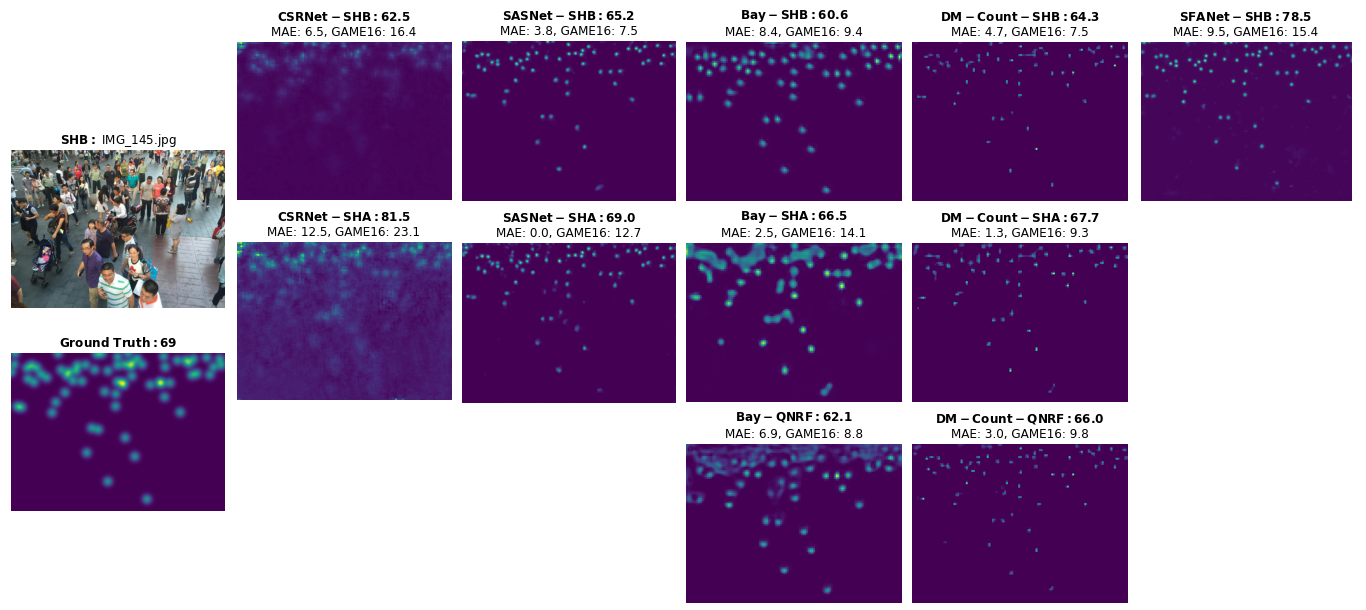 CSRNet−SHB: 62.5
MAE: 6.5, GAME16: 16.4
SASNet−SHB: 65.2
MAE: 3.8, GAME16: 7.5
Bay−SHB: 60.6
MAE: 8.4, GAME16: 9.4
DM−Count−SHB: 64.3
MAE: 4.7, GAME16: 7.5
SFANet−SHB: 78.5
MAE: 9.5, GAME16: 15.4
SHB: IMG_145.jpg
CSRNet−SHA: 81.5
MAE: 12.5, GAME16: 23.1
SASNet−SHA: 69.0
MAE: 0.0, GAME16: 12.7
Bay−SHA: 66.5
MAE: 2.5, GAME16: 14.1
DM−Count−SHA: 67.7
MAE: 1.3, GAME16: 9.3
Ground Truth: 69
Bay−QNRF: 62.1
MAE: 6.9, GAME16: 8.8
DM−Count−QNRF: 66.0
MAE: 3.0, GAME16: 9.8